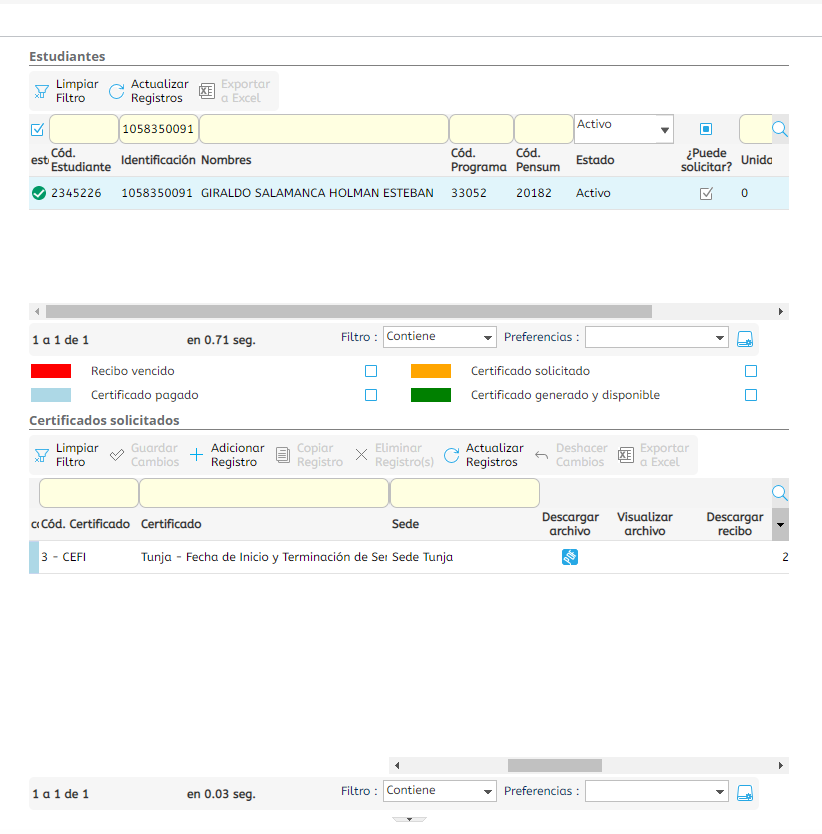 Estudiantes
Limpiar Filtro Actualizar Registros Exportar a Excel
1058350091 Activo
est Cód. Estudiante Identificación Nombres Cód. Programa Cód. Pensum Estado ¿Puede solicitar? Unida
2345226 1058350091 GIRALDO SALAMANCA HOLMAN ESTEBAN 33052 20182 Activo 0
1 a 1 de 1 en 0.71 seg. Filtro : Contiene Preferencias :
Recibo vencido Certificado solicitado
Certificado pagado Certificado generado y disponible
Certificados solicitados
Limpiar Filtro Guardar Cambios Adicionar Registro Copiar Registro Eliminar Registro(s) Actualizar Registros Deshacer Cambios Exportar a Excel
Cód. Certificado Certificado Sede Descargar archivo Visualizar archivo Descargar recibo
3 - CEFI Tunja - Fecha de Inicio y Terminación de Ser Sede Tunja 2
1 a 1 de 1 en 0.03 seg. Filtro : Contiene Preferencias :